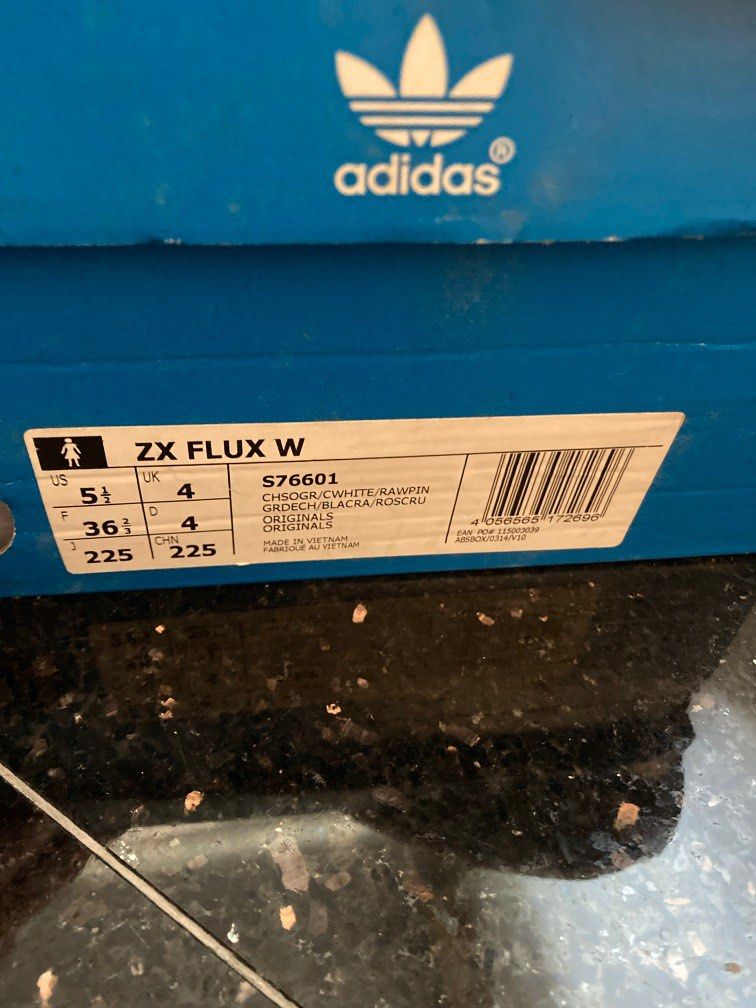 adidas®
ZX FLUX W
US 5½ UK 4
F 36⅔ D 4
J 225 CHN 225
S76601
CHSOGR/CWHITE/RAWPIN
GRDECH/BLACRA/ROSCRU
ORIGINALS
ORIGINALS
MADE IN VIETNAM
FABRIQUÉ AU VIETNAM
4 056565 172696
EAN PO# 115003039
ABSBOX/0314/V10